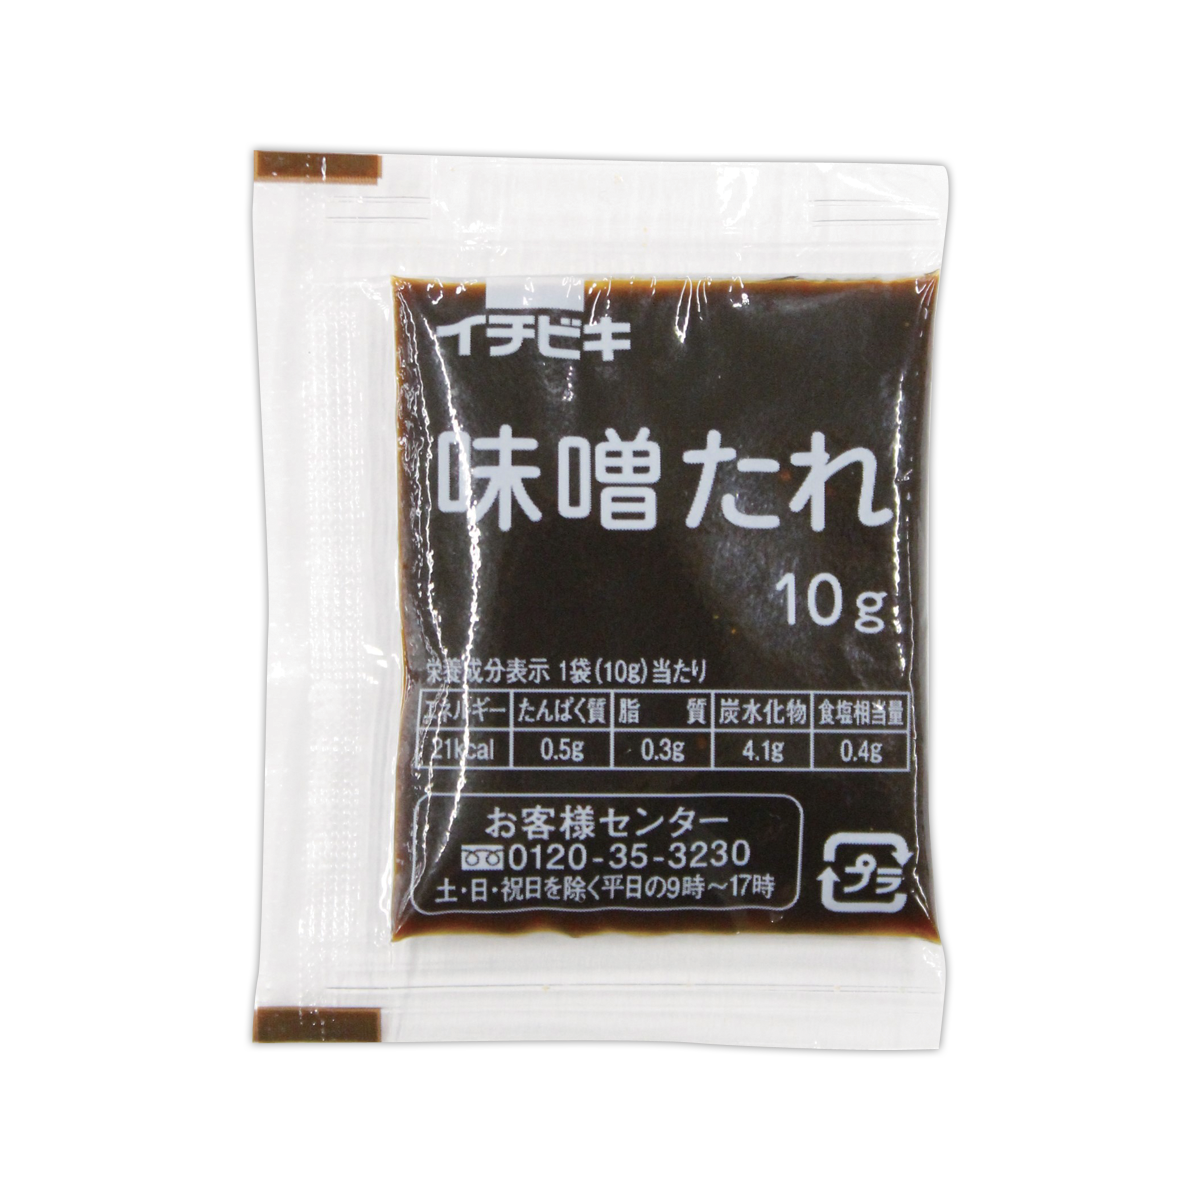 イチビキ
味噌たれ
10g
栄養成分表示 1袋(10g)当たり
エネルギー たんぱく質 脂 質 炭水化物 食塩相当量
21kcal 0.5g 0.3g 4.1g 0.4g
お客様センター
0120-35-3230
土・日・祝日を除く平日の9時～17時
プラ